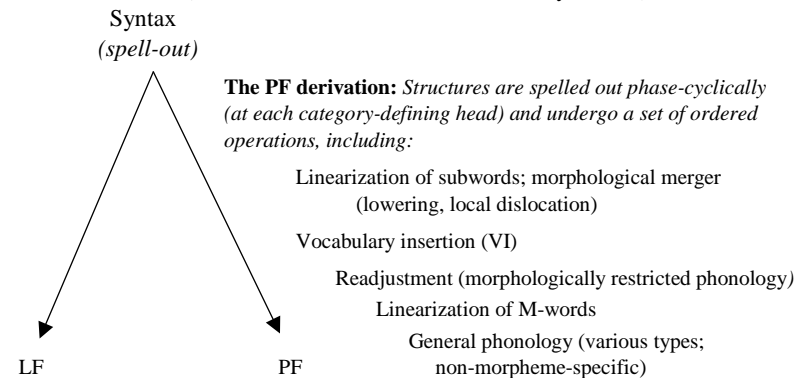 Syntax
(spell-out)
The PF derivation: Structures are spelled out phase-cyclically
(at each category-defining head) and undergo a set of ordered
operations, including:
Linearization of subwords; morphological merger
(lowering, local dislocation)
Vocabulary insertion (VI)
Readjustment (morphologically restricted phonology)
Linearization of M-words
General phonology (various types;
non-morpheme-specific)
LF
PF